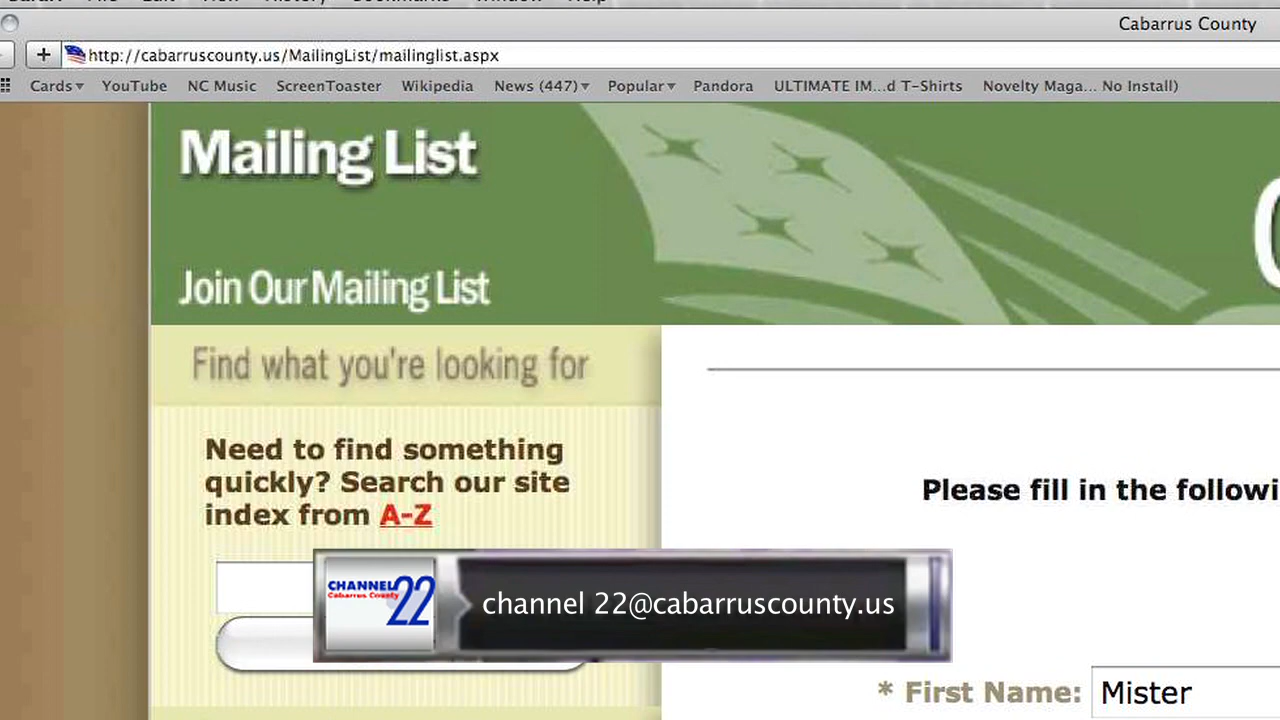 Cabarrus County
http://cabarruscounty.us/MailingList/mailinglist.aspx
Cards YouTube NC Music ScreenToaster Wikipedia News (447) Popular Pandora ULTIMATE IM...d T-Shirts Novelty Maga... No Install)
Mailing List
Join Our Mailing List
Find what you're looking for
Need to find something
quickly? Search our site
index from A-Z
Please fill in the followi
CHANNEL 22
Cabarrus County
channel 22@cabarruscounty.us
* First Name: Mister